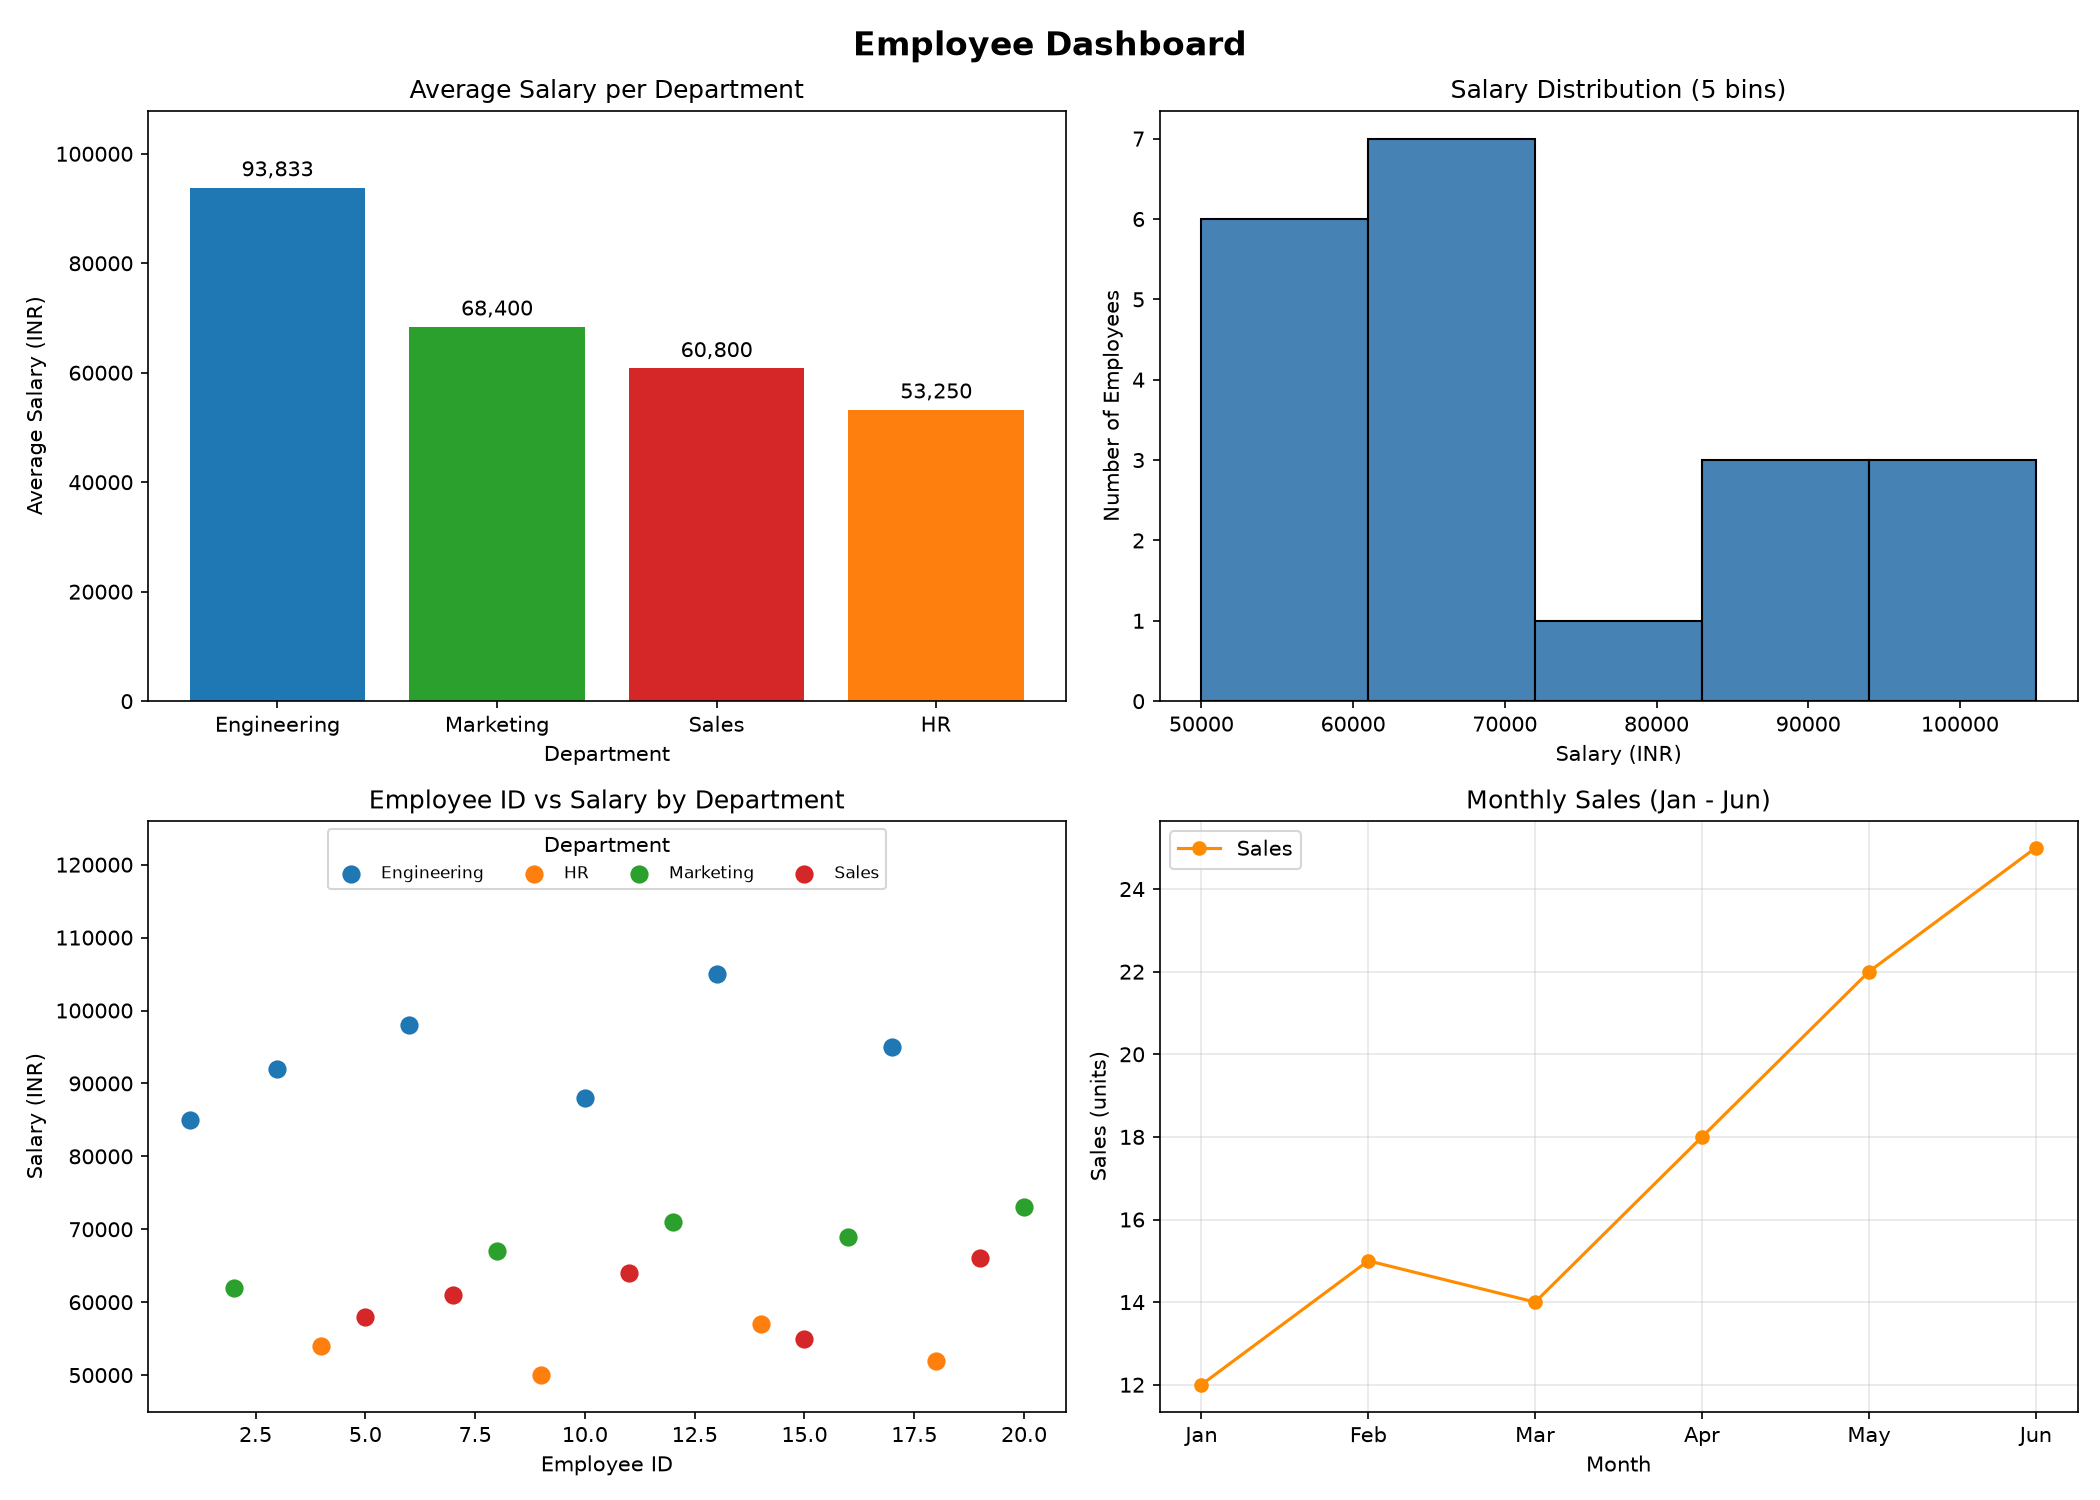 Employee Dashboard
Average Salary per Department
100000
80000
60000
40000
20000
0
Average Salary (INR)
93,833
68,400
60,800
53,250
Engineering Marketing Sales HR
Department
Salary Distribution (5 bins)
7
6
5
4
3
2
1
0
Number of Employees
50000 60000 70000 80000 90000 100000
Salary (INR)
Employee ID vs Salary by Department
Department
Engineering HR Marketing Sales
120000
110000
100000
90000
80000
70000
60000
50000
Salary (INR)
2.5 5.0 7.5 10.0 12.5 15.0 17.5 20.0
Employee ID
Monthly Sales (Jan - Jun)
Sales
24
22
20
18
16
14
12
Sales (units)
Jan Feb Mar Apr May Jun
Month